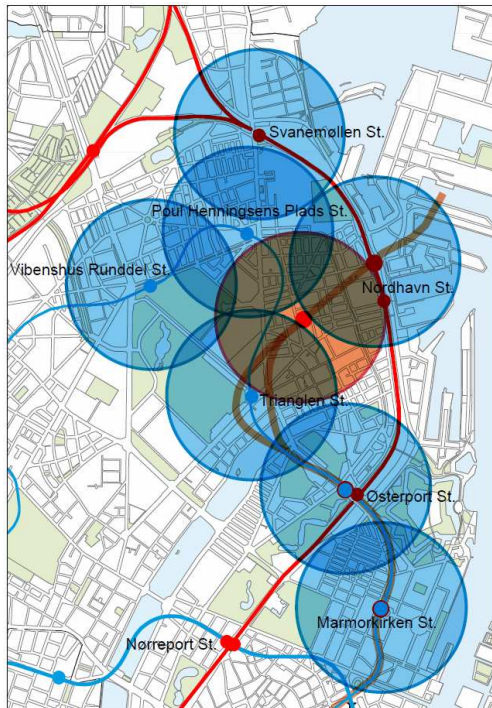 Svanemøllen St.
Poul Henningsens Plads St.
Vibenshus Runddel St.
Nordhavn St.
Trianglen St.
Østerport St.
Marmorkirken St.
Nørreport St.